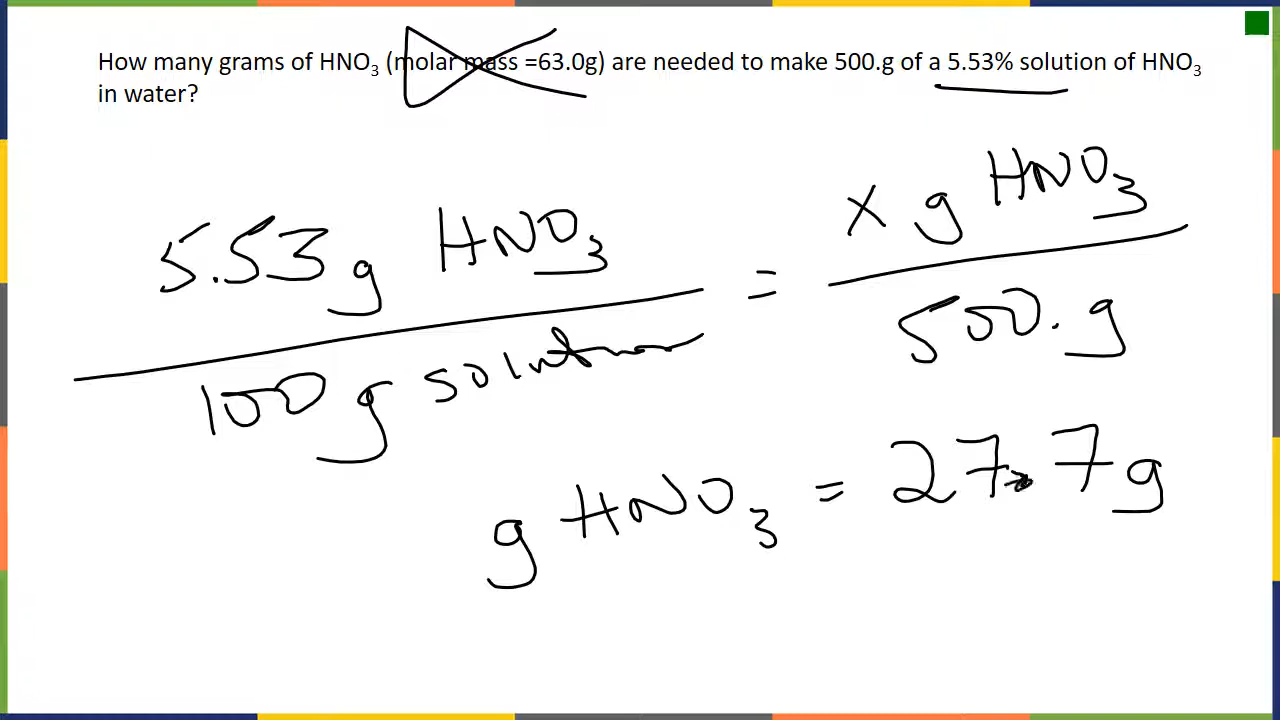 How many grams of HNO₃ (molar mass =63.0g) are needed to make 500.g of a 5.53% solution of HNO₃
in water?
5.53g HNO₃
100g solution
=
x g HNO₃
500. g
g HNO₃ = 27.7g